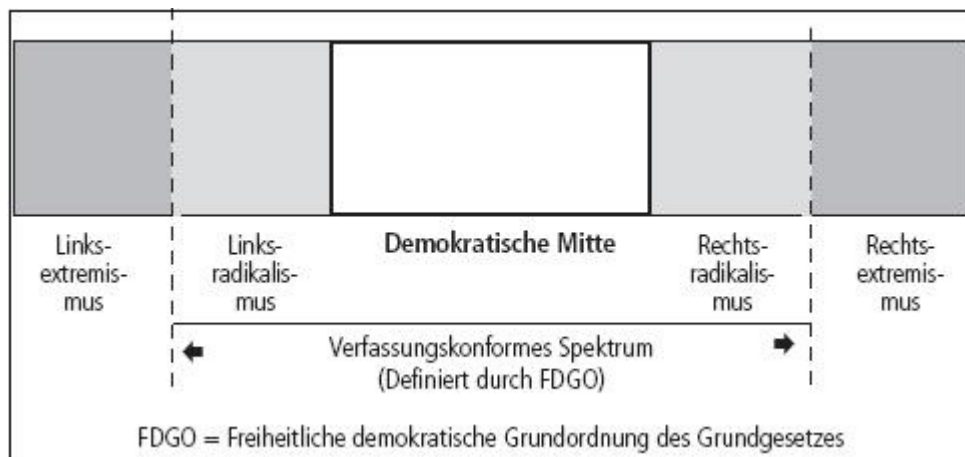 Links-
extremis-
mus
Links-
radikalis-
mus
Demokratische Mitte
Rechts-
radikalis-
mus
Rechts-
extremis-
mus
Verfassungskonformes Spektrum
(Definiert durch FDGO)
FDGO = Freiheitliche demokratische Grundordnung des Grundgesetzes